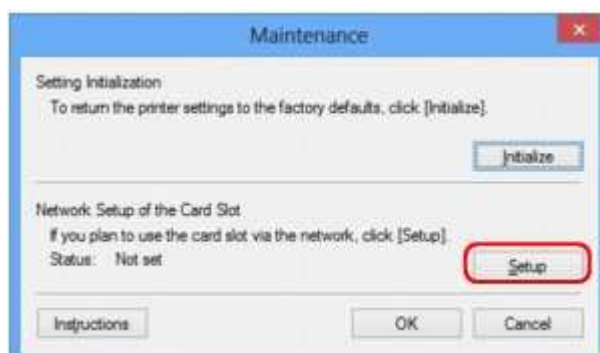 Maintenance
Setting Initialization
To return the printer settings to the factory defaults, click [Initialize].
Initialize
Network Setup of the Card Slot
If you plan to use the card slot via the network, click [Setup].
Status: Not set
Setup
Instructions
OK
Cancel